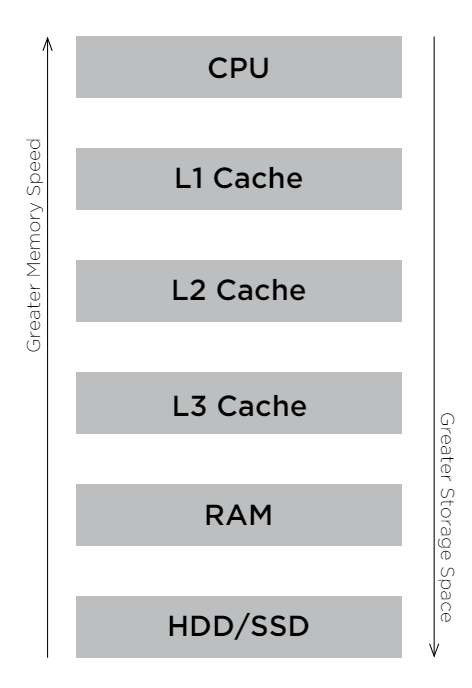 CPU
Greater Memory Speed
L1 Cache
L2 Cache
L3 Cache
Greater Storage Space
RAM
HDD/SSD